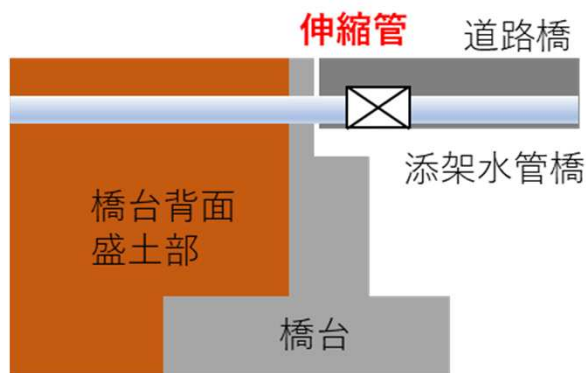 伸縮管
道路橋
添架水管橋
橋台背面
盛土部
橋台